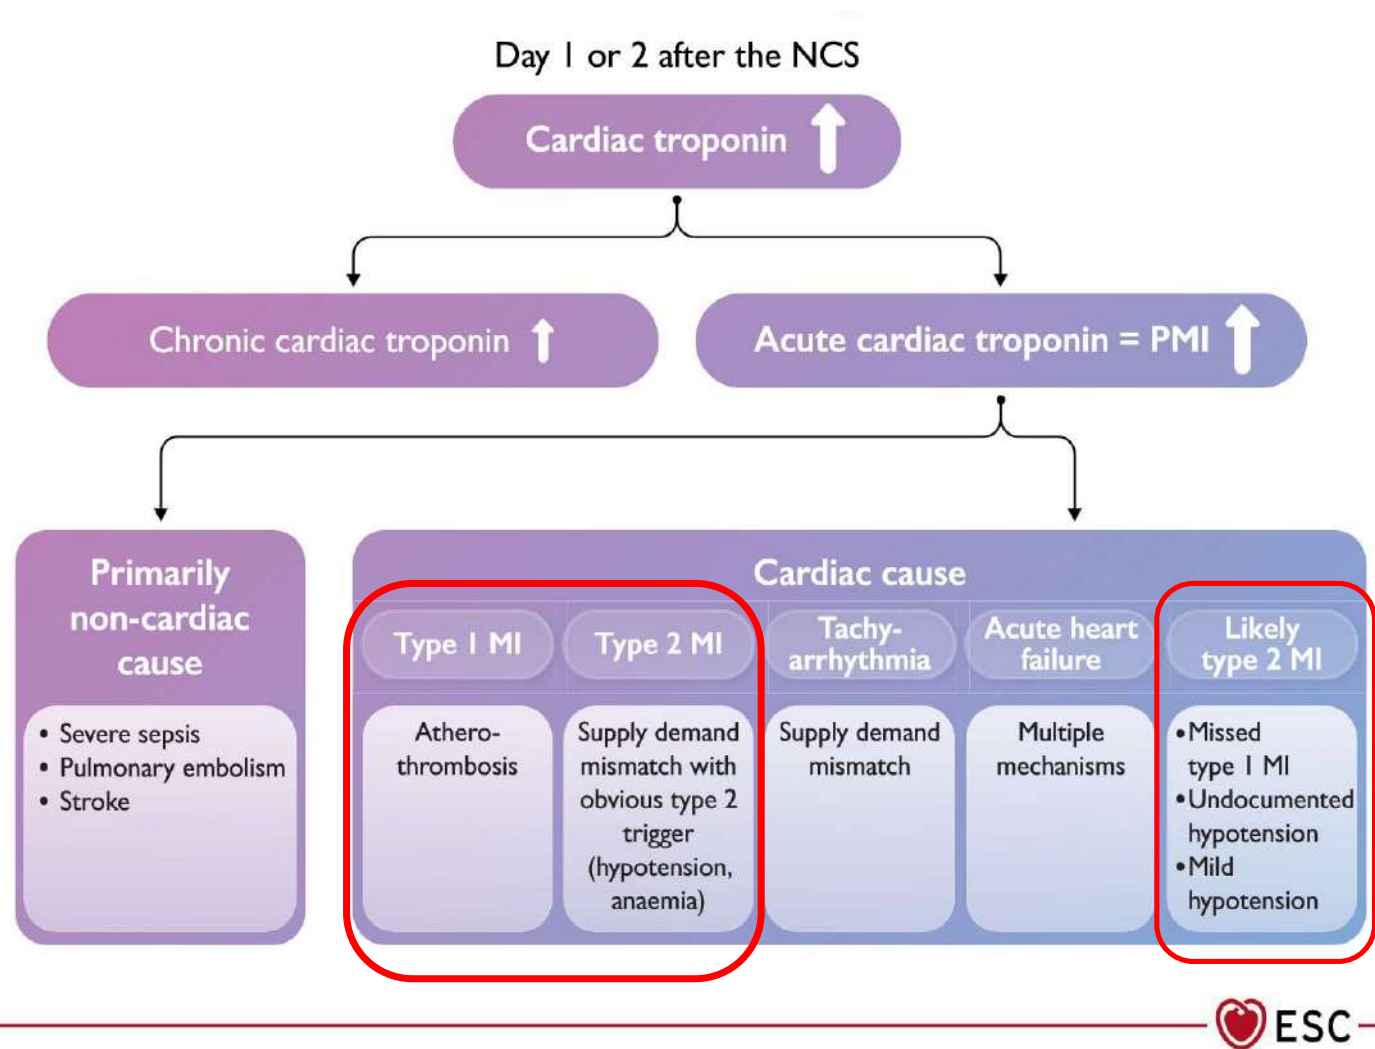 Day 1 or 2 after the NCS
Cardiac troponin
Chronic cardiac troponin
Acute cardiac troponin = PMI
Primarily
non-cardiac
cause
• Severe sepsis
• Pulmonary embolism
• Stroke
Cardiac cause
Type 1 MI
Athero-
thrombosis
Type 2 MI
Supply demand
mismatch with
obvious type 2
trigger
(hypotension,
anaemia)
Tachy-
arrhythmia
Supply demand
mismatch
Acute heart
failure
Multiple
mechanisms
Likely
type 2 MI
•Missed
type 1 MI
•Undocumented
hypotension
•Mild
hypotension
ESC